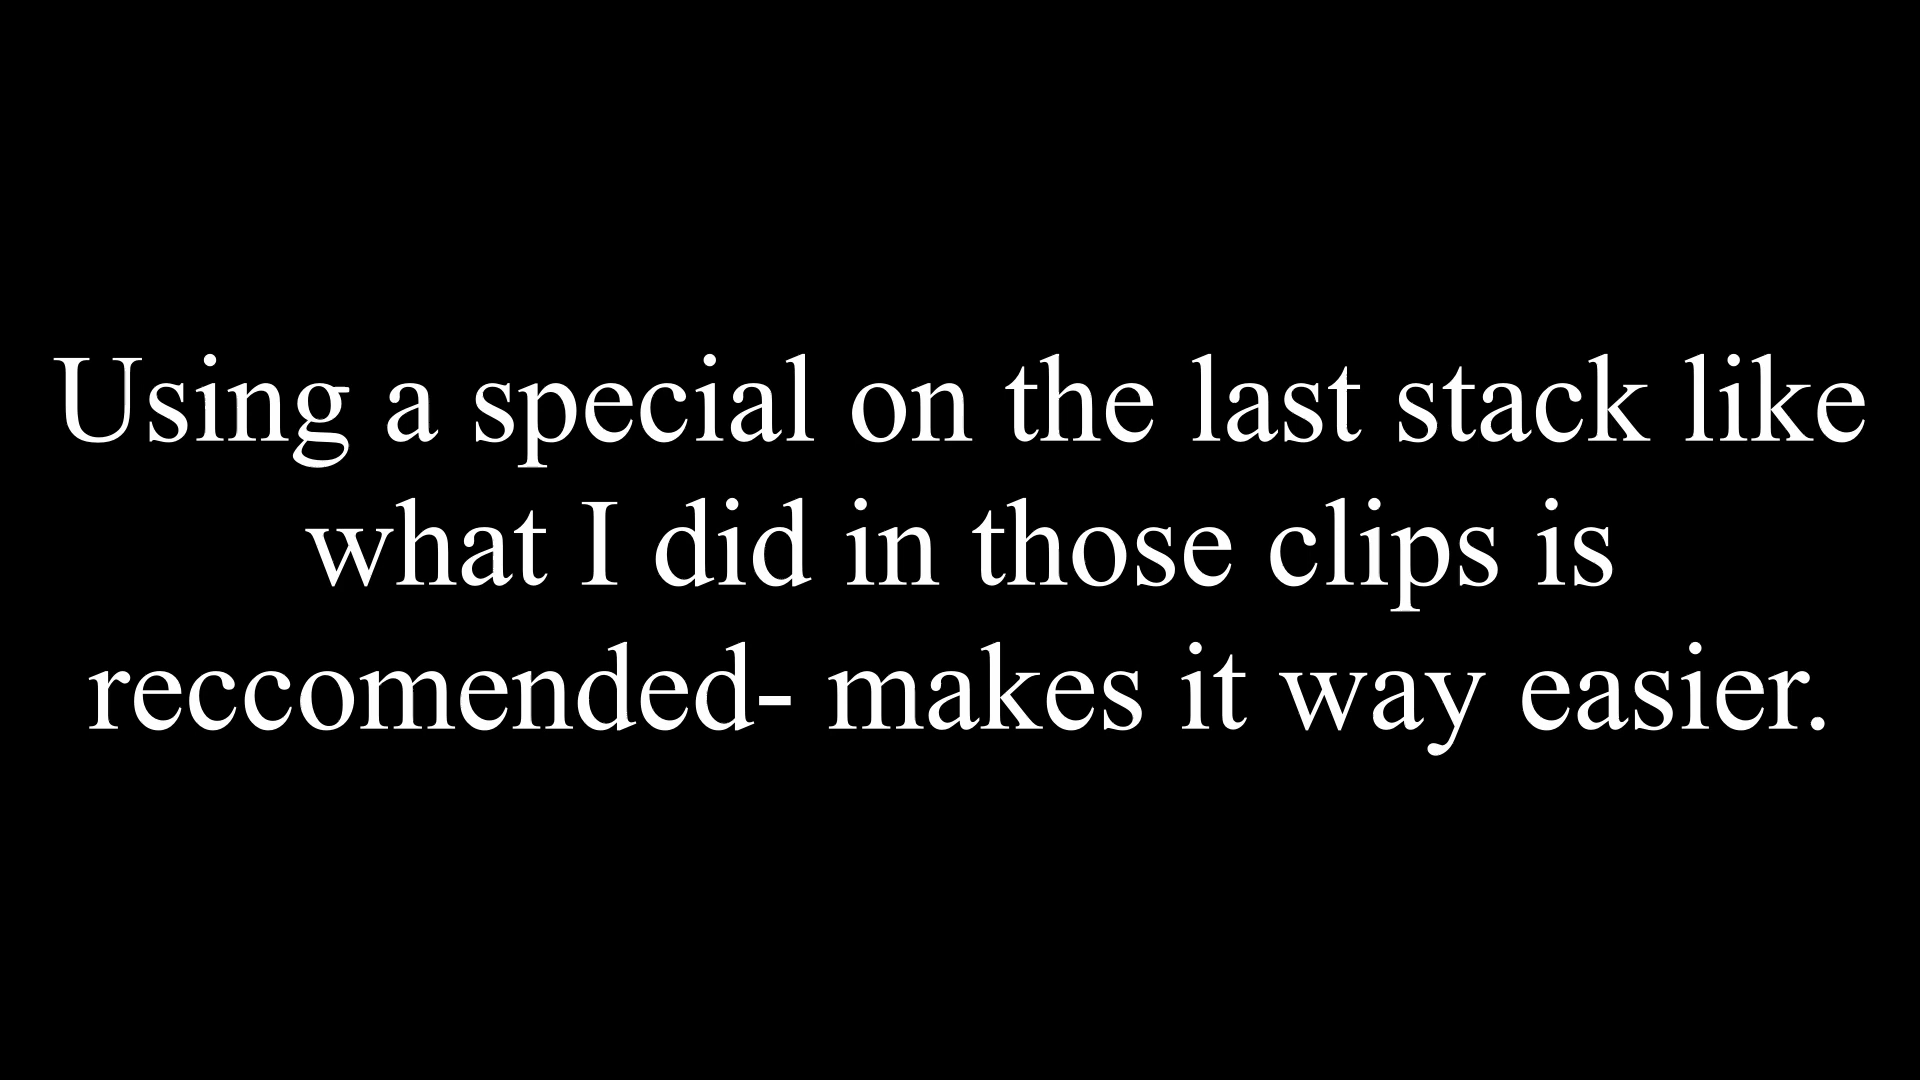 Using a special on the last stack like
what I did in those clips is
reccomended- makes it way easier.